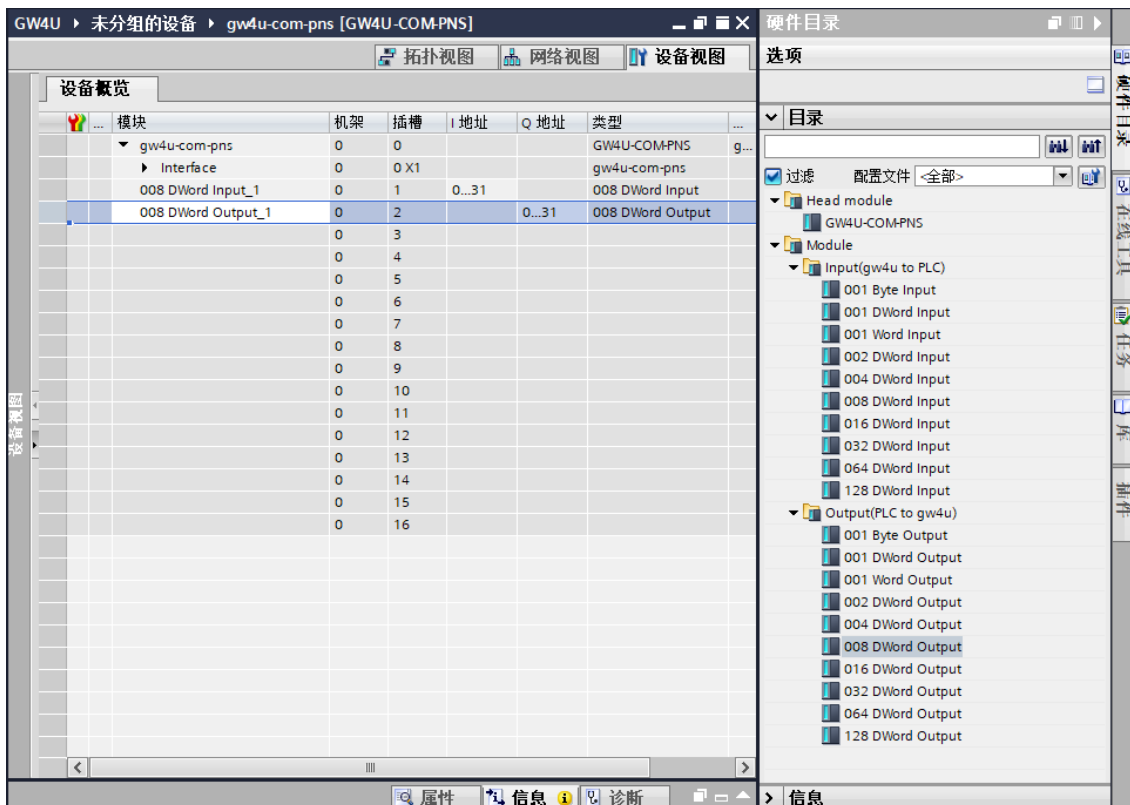 GW4U ▸ 未分组的设备 ▸ gw4u-com-pns [GW4U-COM-PNS]
拓扑视图 网络视图 设备视图
设备概览
... 模块 机架 插槽 I 地址 Q 地址 类型 ...
gw4u-com-pns 0 0 GW4U-COM-PNS g...
Interface 0 0 X1 gw4u-com-pns
008 DWord Input_1 0 1 0...31 008 DWord Input
008 DWord Output_1 0 2 0...31 008 DWord Output
0 3
0 4
0 5
0 6
0 7
0 8
0 9
0 10
0 11
0 12
0 13
0 14
0 15
0 16
设备视图
属性 信息 诊断
硬件目录
选项
目录
过滤 配置文件 <全部>
Head module
GW4U-COM-PNS
Module
Input(gw4u to PLC)
001 Byte Input
001 DWord Input
001 Word Input
002 DWord Input
004 DWord Input
008 DWord Input
016 DWord Input
032 DWord Input
064 DWord Input
128 DWord Input
Output(PLC to gw4u)
001 Byte Output
001 DWord Output
001 Word Output
002 DWord Output
004 DWord Output
008 DWord Output
016 DWord Output
032 DWord Output
064 DWord Output
128 DWord Output
信息
硬件目录
在线工具
任务
库
插件